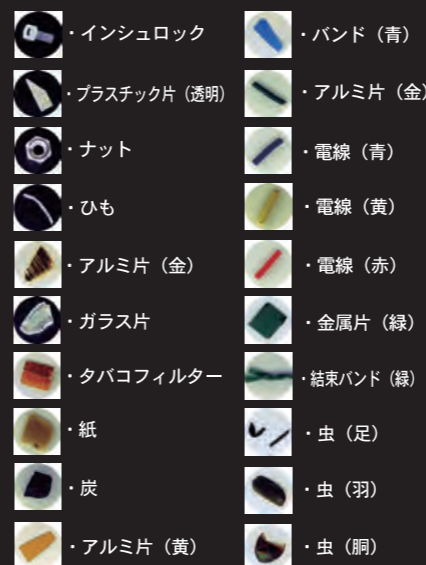 ・インシュロック
・プラスチック片（透明）
・ナット
・ひも
・アルミ片（金）
・ガラス片
・タバコフィルター
・紙
・炭
・アルミ片（黄）
・バンド（青）
・アルミ片（金）
・電線（青）
・電線（黄）
・電線（赤）
・金属片（緑）
・結束バンド（緑）
・虫（足）
・虫（羽）
・虫（胴）